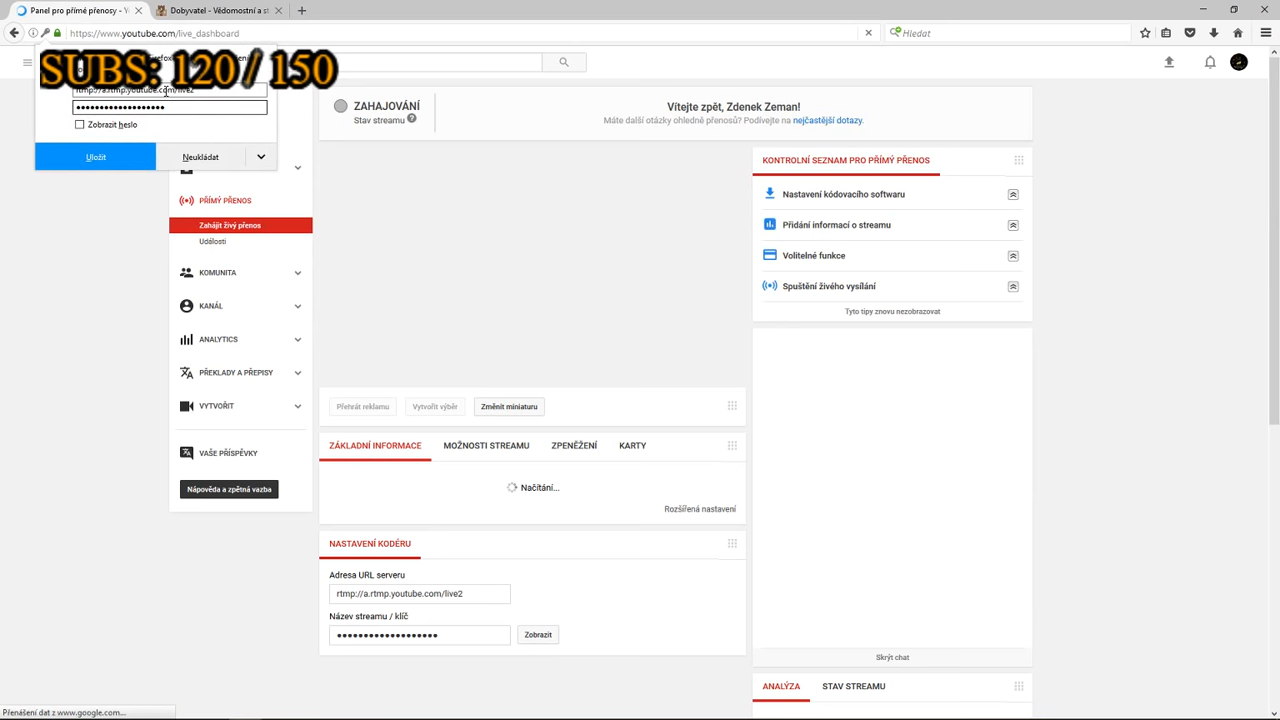 Panel pro přímé přenosy - Y
Dobyvatel - Vědomostní a st
https://www.youtube.com/live_dashboard
Hledat
SUBS: 120/150
rtmp://a.rtmp.youtube.com/live2
Zobrazit heslo
Uložit
Neukládat
ZAHAJOVÁNÍ
Stav streamu
Vítejte zpět, Zdenek Zeman!
Máte další otázky ohledně přenosů? Podívejte na nejčastější dotazy.
PŘÍMÝ PŘENOS
Zahájit živý přenos
Události
KOMUNITA
KANÁL
ANALYTICS
PŘEKLADY A PŘEPISY
VYTVOŘIT
VAŠE PŘÍSPĚVKY
Nápověda a zpětná vazba
KONTROLNÍ SEZNAM PRO PŘÍMÝ PŘENOS
Nastavení kódovacího softwaru
Přidání informací o streamu
Volitelné funkce
Spuštění živého vysílání
Tyto tipy znovu nezobrazovat
Přehrát reklamu
Vytvořit výběr
Změnit miniaturu
ZÁKLADNÍ INFORMACE
MOŽNOSTI STREAMU
ZPENĚŽENÍ
KARTY
Načítání...
Rozšířená nastavení
NASTAVENÍ KODÉRU
Adresa URL serveru
rtmp://a.rtmp.youtube.com/live2
Název streamu / klíč
Zobrazit
Skrýt chat
ANALÝZA
STAV STREAMU
Přenášení dat z www.google.com...